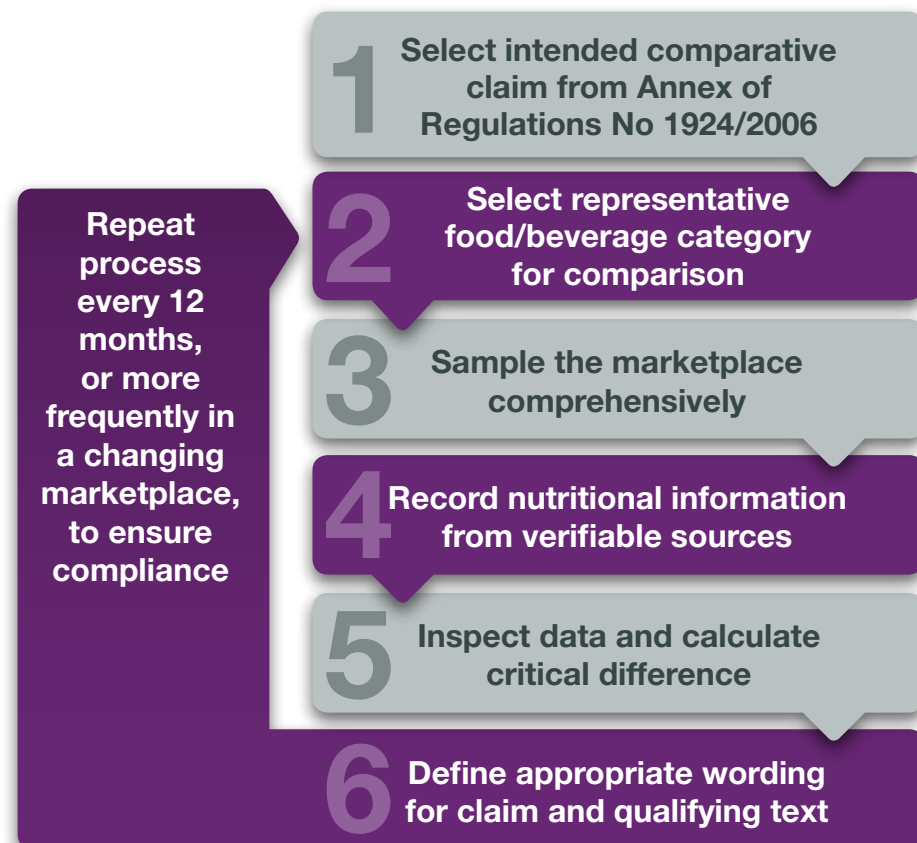 1
Select intended comparative
claim from Annex of
Regulations No 1924/2006
2
Select representative
food/beverage category
for comparison
3
Sample the marketplace
comprehensively
4
Record nutritional information
from verifiable sources
5
Inspect data and calculate
critical difference
6
Define appropriate wording
for claim and qualifying text
Repeat
process
every 12
months,
or more
frequently in
a changing
marketplace,
to ensure
compliance